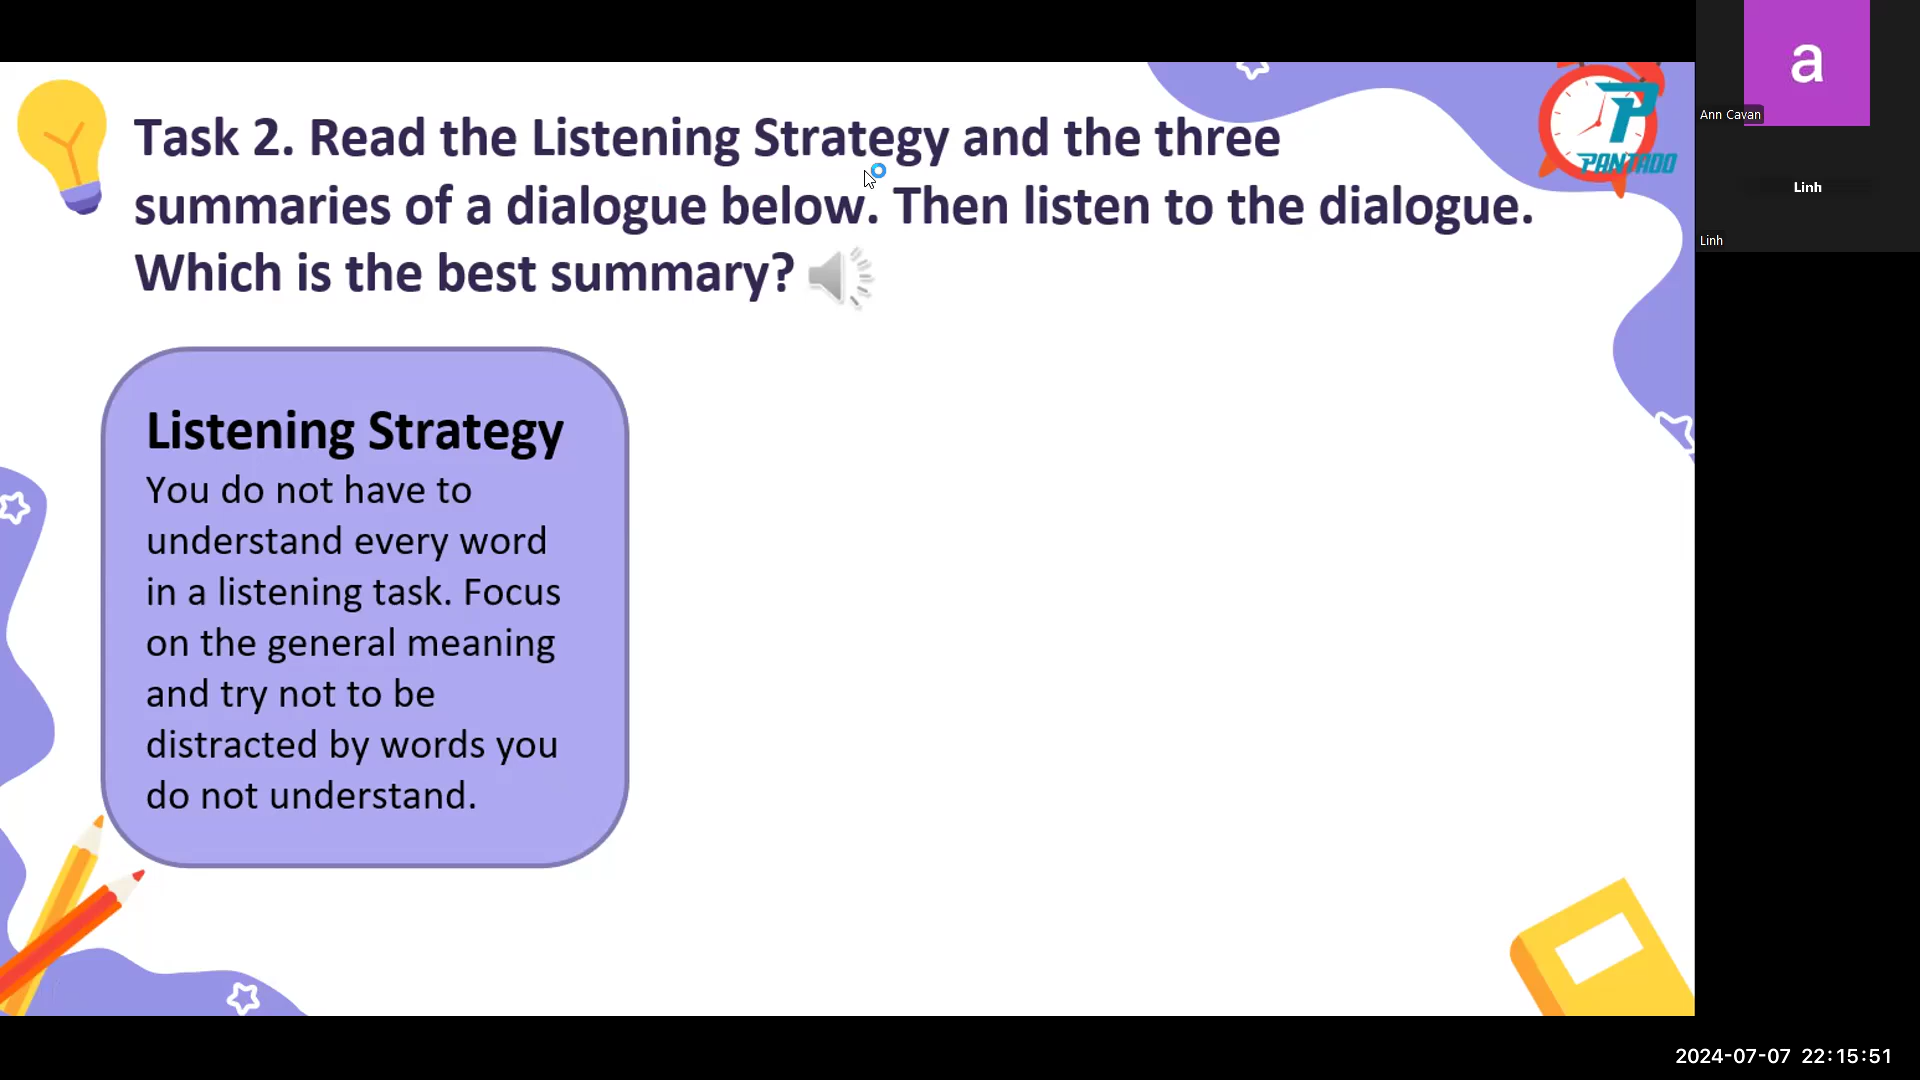 Task 2. Read the Listening Strategy and the three
summaries of a dialogue below. Then listen to the dialogue.
Which is the best summary?
PANTADO
Listening Strategy
You do not have to
understand every word
in a listening task. Focus
on the general meaning
and try not to be
distracted by words you
do not understand.
a
Ann Cavan
Linh
Linh
2024-07-07 22:15:51